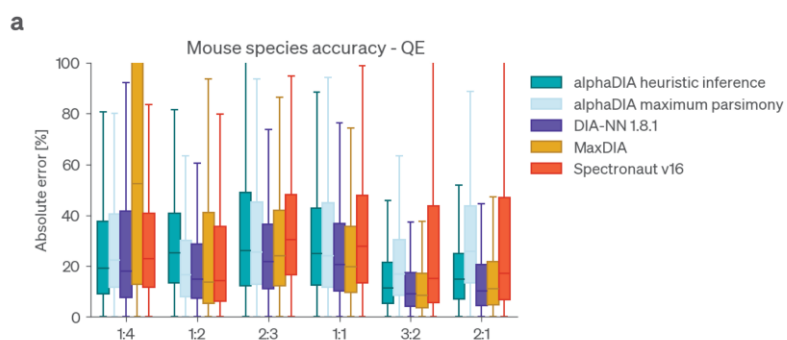 a
Mouse species accuracy - QE
Absolute error [%]
100
80
60
40
20
0
1:4 1:2 2:3 1:1 3:2 2:1
alphaDIA heuristic inference
alphaDIA maximum parsimony
DIA-NN 1.8.1
MaxDIA
Spectronaut v16